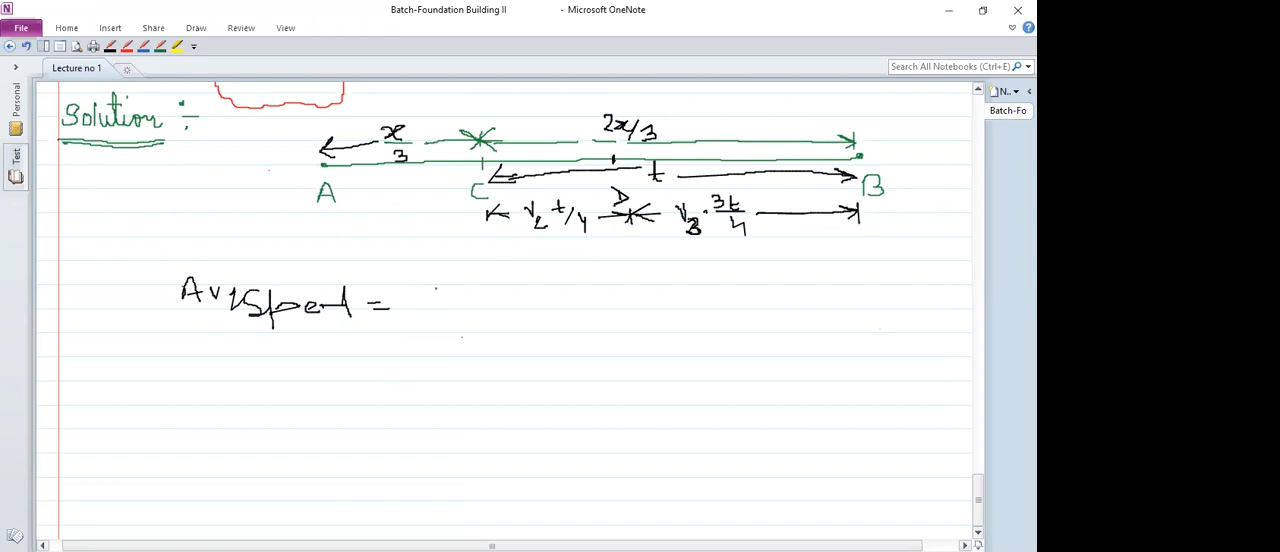 Batch-Foundation Building II - Microsoft OneNote
File Home Insert Share Draw Review View
Lecture no 1
Search All Notebooks (Ctrl+E)
N..
Batch-Fo
Personal
Test
Solution :-
x/3 2x/3
A C t B
D
V2 t/4 V3 . 3t/4
Avg Speed =